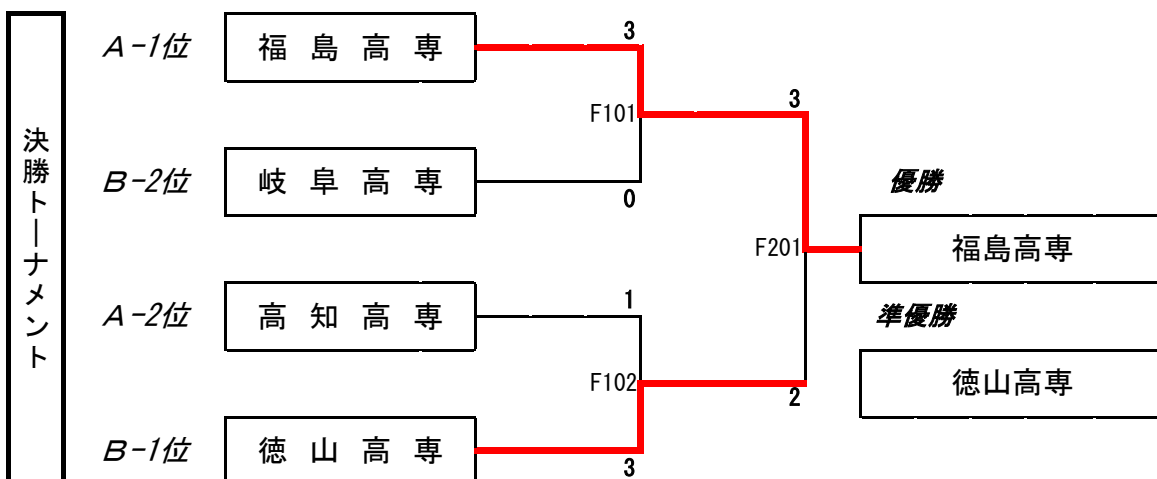 決勝トーナメント
A-1位 福島高専 3
F101
B-2位 岐阜高専 0
3
優勝
F201 福島高専
A-2位 高知高専 1
準優勝
F102 2
徳山高専
B-1位 徳山高専 3